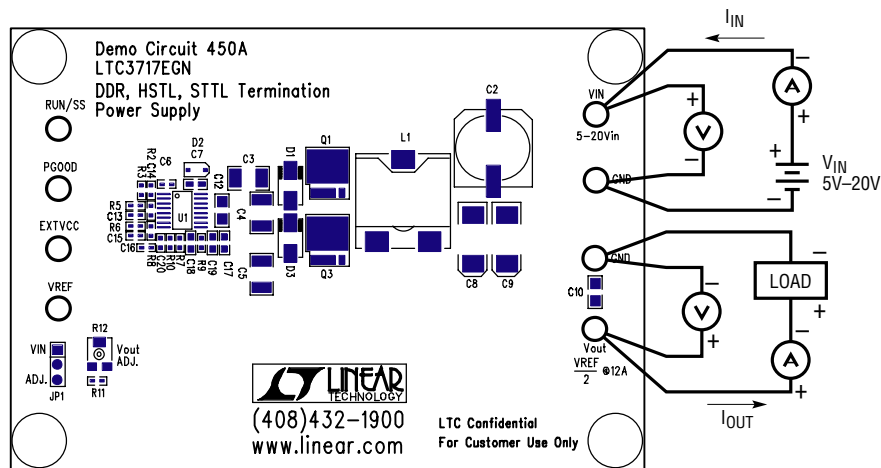 Demo Circuit 450A
LTC3717EGN
DDR, HSTL, STTL Termination
Power Supply
RUN/SS
PGOOD
EXTVCC
VREF
VIN
ADJ.
JP1
R12
Vout
ADJ.
R11
R2
C14
R3
C6
D2
C7
R5
C13
R6
C15
C16
R8
U1
C20
R10
R7
C18
R9
C19
C17
C12
C3
C4
C5
D1
D3
Q1
Q3
L1
C2
C8
C9
C10
VIN
5-20Vin
GND
GND
Vout
VREF
2
@12A
LT LINEAR
TECHNOLOGY
(408)432-1900
www.linear.com
LTC Confidential
For Customer Use Only
IIN
- A +
+ V -
+
-
VIN
5V–20V
- V +
-
LOAD
+
- A +
IOUT